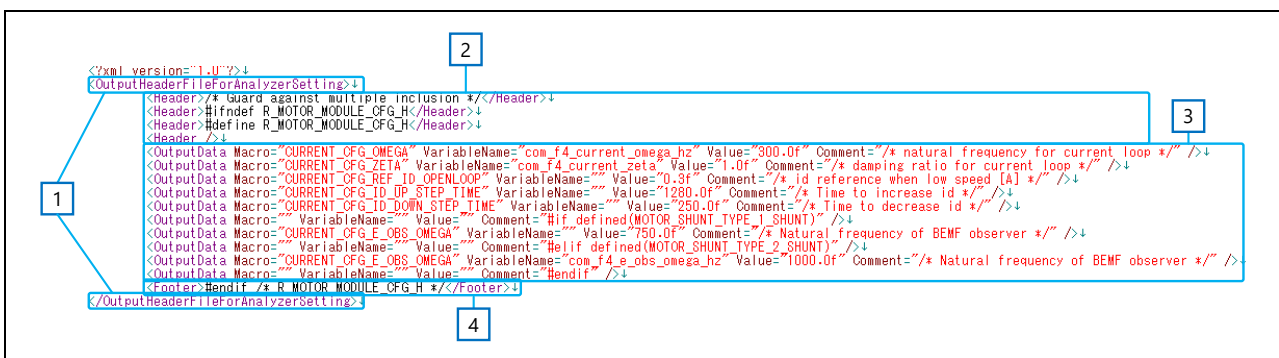 2
<?xml version="1.0"?>↓
<OutputHeaderFileForAnalyzerSetting>↓
<Header>/* Guard against multiple inclusion */</Header>↓
<Header>#ifndef R_MOTOR_MODULE_CFG_H</Header>↓
<Header>#define R_MOTOR_MODULE_CFG_H</Header>↓
<Header />↓
3
<OutputData Macro="CURRENT_CFG_OMEGA" VariableName="com_f4_current_omega_hz" Value="300.0f" Comment="/* natural frequency for current loop */" />↓
<OutputData Macro="CURRENT_CFG_ZETA" VariableName="com_f4_current_zeta" Value="1.0f" Comment="/* damping ratio for current loop */" />↓
<OutputData Macro="CURRENT_CFG_REF_ID_OPENLOOP" VariableName="" Value="0.3f" Comment="/* id reference when low speed [A] */" />↓
<OutputData Macro="CURRENT_CFG_ID_UP_STEP_TIME" VariableName="" Value="1280.0f" Comment="/* Time to increase id */" />↓
<OutputData Macro="CURRENT_CFG_ID_DOWN_STEP_TIME" VariableName="" Value="250.0f" Comment="/* Time to decrease id */" />↓
<OutputData Macro="" VariableName="" Value="" Comment="#if defined(MOTOR_SHUNT_TYPE_1_SHUNT)" />↓
<OutputData Macro="CURRENT_CFG_E_OBS_OMEGA" VariableName="" Value="750.0f" Comment="/* Natural frequency of BEMF observer */" />↓
<OutputData Macro="" VariableName="" Value="" Comment="#elif defined(MOTOR_SHUNT_TYPE_2_SHUNT)" />↓
<OutputData Macro="CURRENT_CFG_E_OBS_OMEGA" VariableName="com_f4_e_obs_omega_hz" Value="1000.0f" Comment="/* Natural frequency of BEMF observer */" />↓
<OutputData Macro="" VariableName="" Value="" Comment="#endif" />↓
<Footer>#endif /* R_MOTOR_MODULE_CFG_H */</Footer>↓
</OutputHeaderFileForAnalyzerSetting>↓
1
4